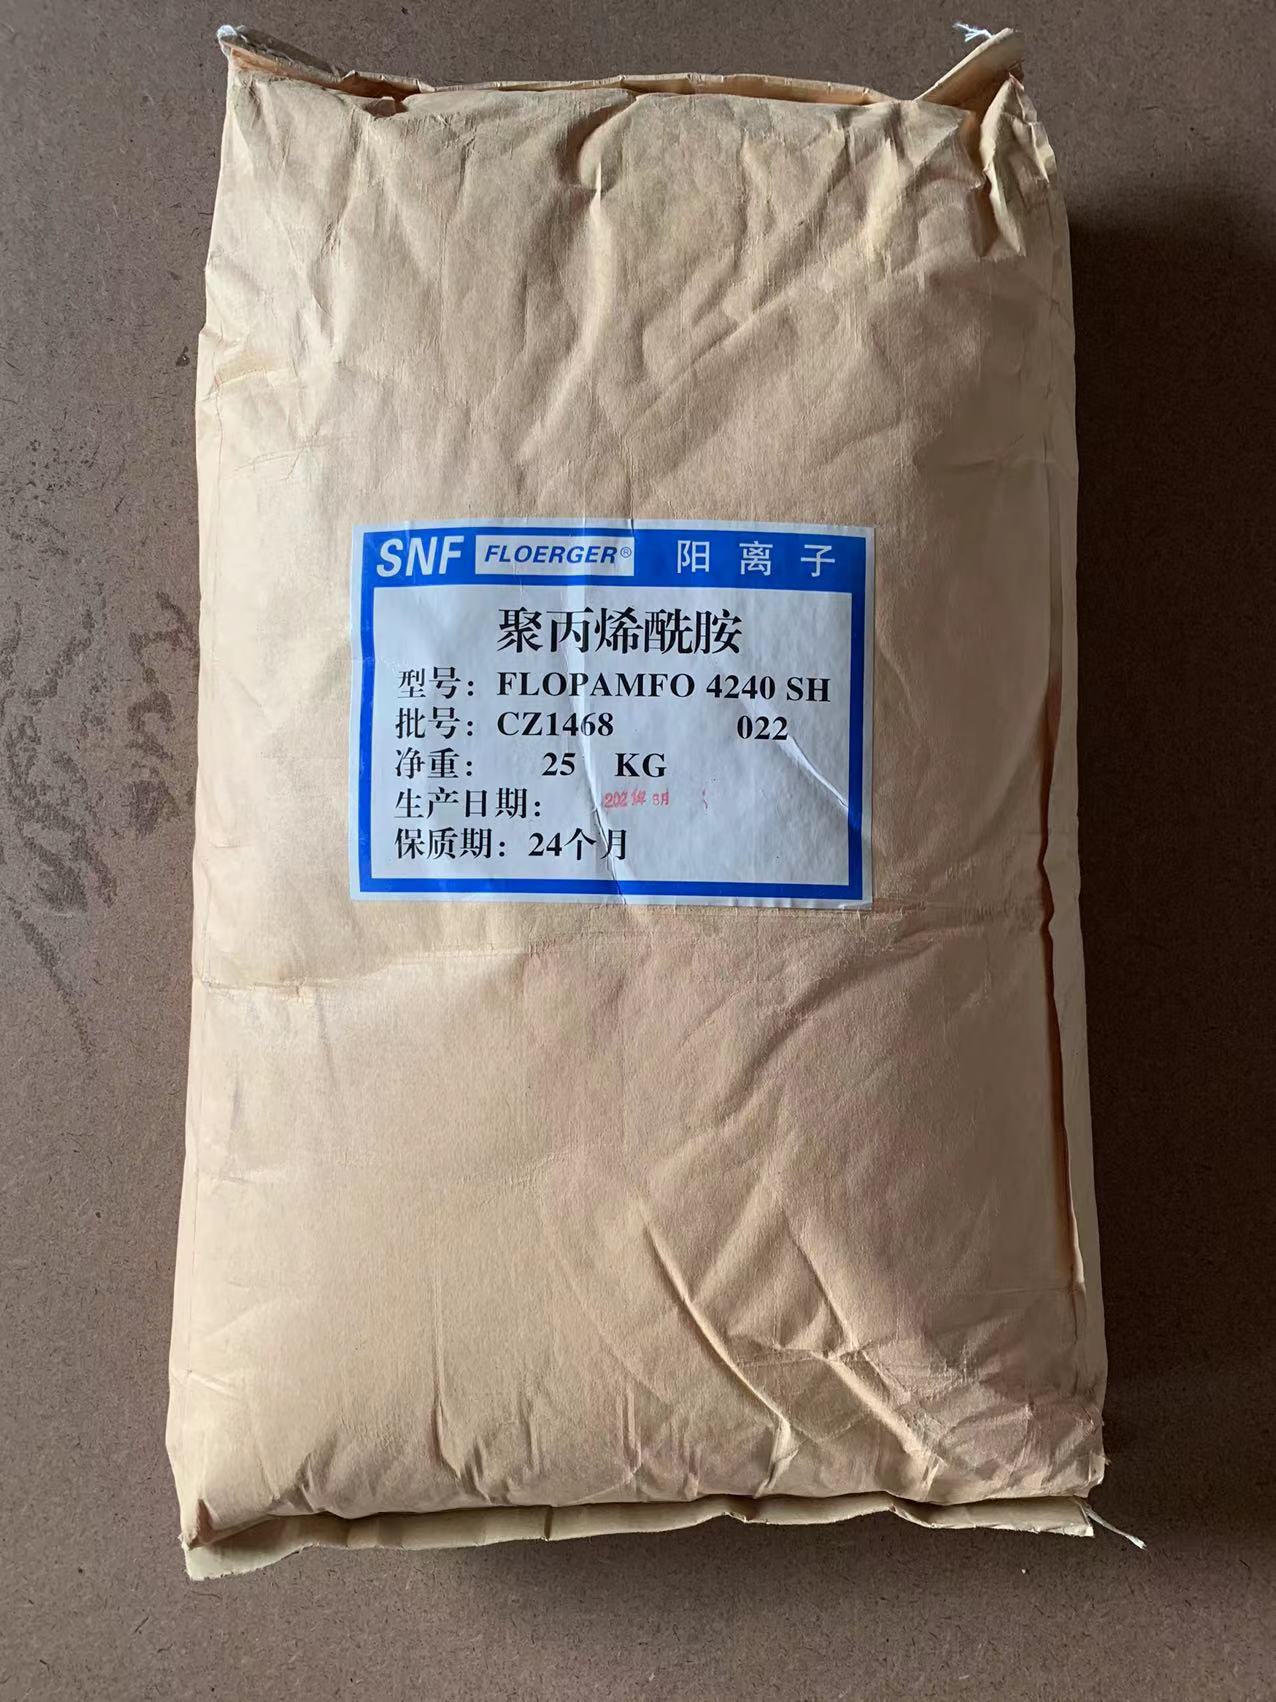 SNF FLOERGER® 阳离子
聚丙烯酰胺
型号：FLOPAMFO 4240 SH
批号：CZ1468 022
净重： 25 KG
生产日期：
保质期：24个月